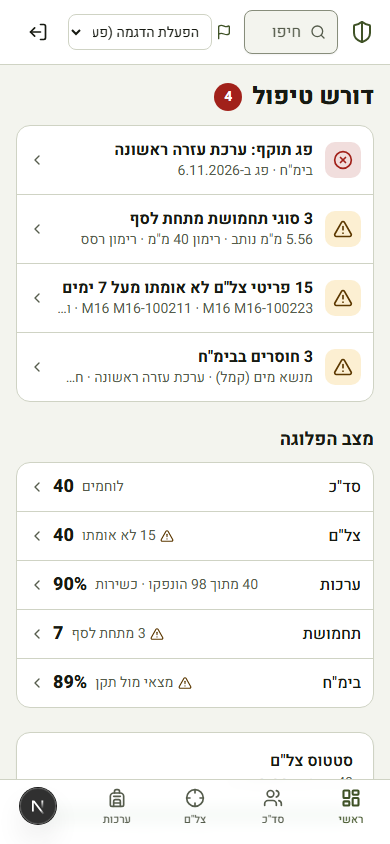 חיפו
הפעלת הדגמה (פע
דורש טיפול 4
פג תוקף: ערכת עזרה ראשונה
בימ"ח · פג ב-6.11.2026
3 סוגי תחמושת מתחת לסף
5.56 מ"מ נותב · רימון 40 מ"מ · רימון רסס
15 פריטי צל"ם לא אומתו מעל 7 ימים
M16 M16-100211 · M16 M16-100223 · ו...
3 חוסרים בבימ"ח
מנשא מים (קמל) · ערכת עזרה ראשונה · ח...
מצב הפלוגה
סד"כ לוחמים 40
צל"ם 15 לא אומתו 40
ערכות 40 מתוך 98 הונפקו · כשירות 90%
תחמושת 3 מתחת לסף 7
בימ"ח מצאי מול תקן 89%
סטטוס צל"ם
ראשי
סד"כ
צל"ם
ערכות
N